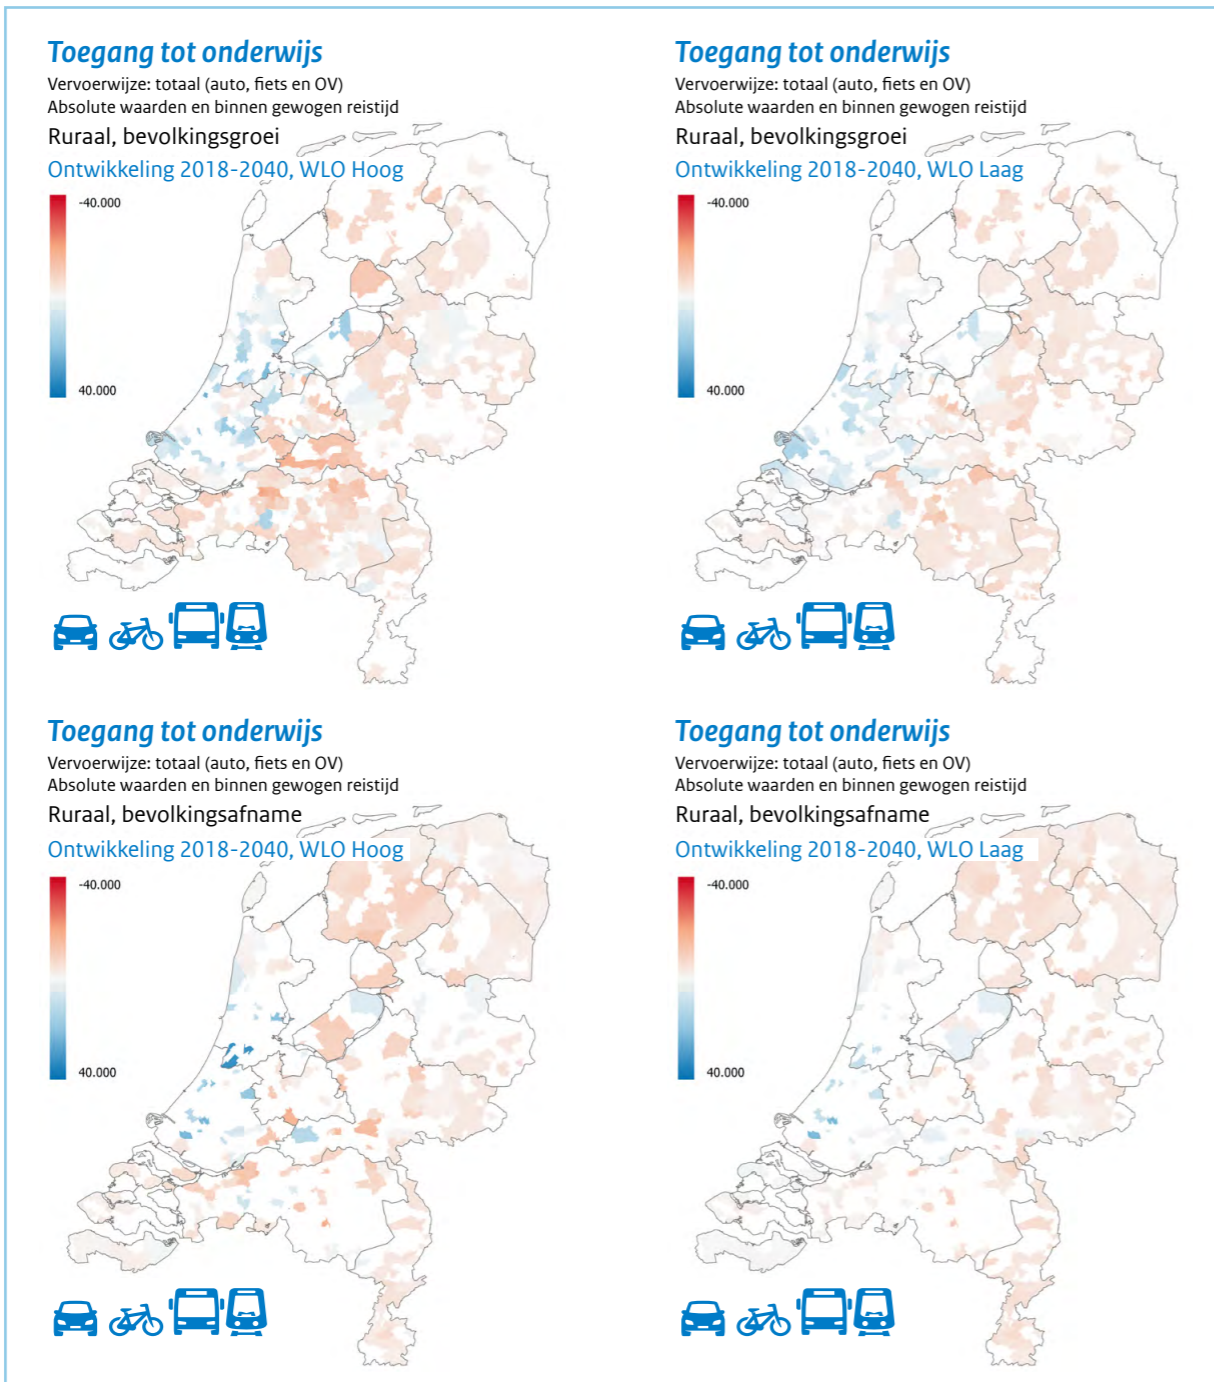 Toegang tot onderwijs
Vervoerwijze: totaal (auto, fiets en OV)
Absolute waarden en binnen gewogen reistijd
Ruraal, bevolkingsgroei
Ontwikkeling 2018-2040, WLO Hoog
-40.000
40.000
Toegang tot onderwijs
Vervoerwijze: totaal (auto, fiets en OV)
Absolute waarden en binnen gewogen reistijd
Ruraal, bevolkingsgroei
Ontwikkeling 2018-2040, WLO Laag
-40.000
40.000
Toegang tot onderwijs
Vervoerwijze: totaal (auto, fiets en OV)
Absolute waarden en binnen gewogen reistijd
Ruraal, bevolkingsafname
Ontwikkeling 2018-2040, WLO Hoog
-40.000
40.000
Toegang tot onderwijs
Vervoerwijze: totaal (auto, fiets en OV)
Absolute waarden en binnen gewogen reistijd
Ruraal, bevolkingsafname
Ontwikkeling 2018-2040, WLO Laag
-40.000
40.000